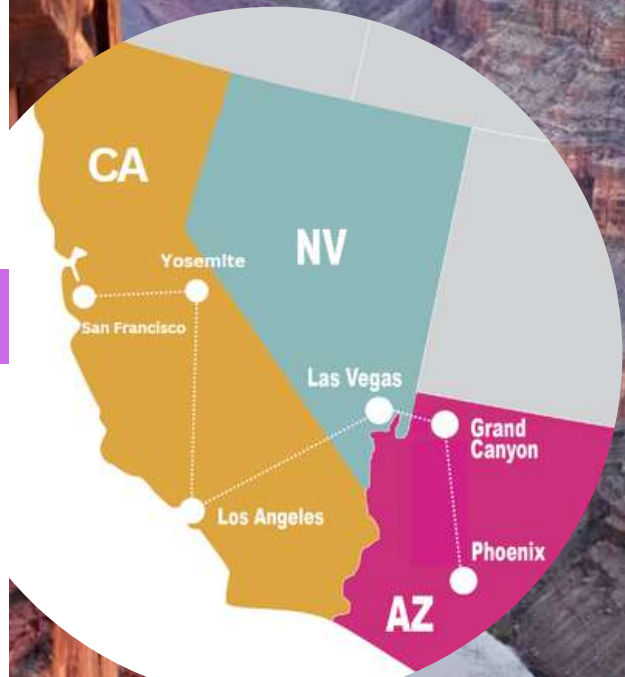 CA
NV
Yosemite
San Francisco
Las Vegas
Grand
Canyon
Los Angeles
Phoenix
AZ